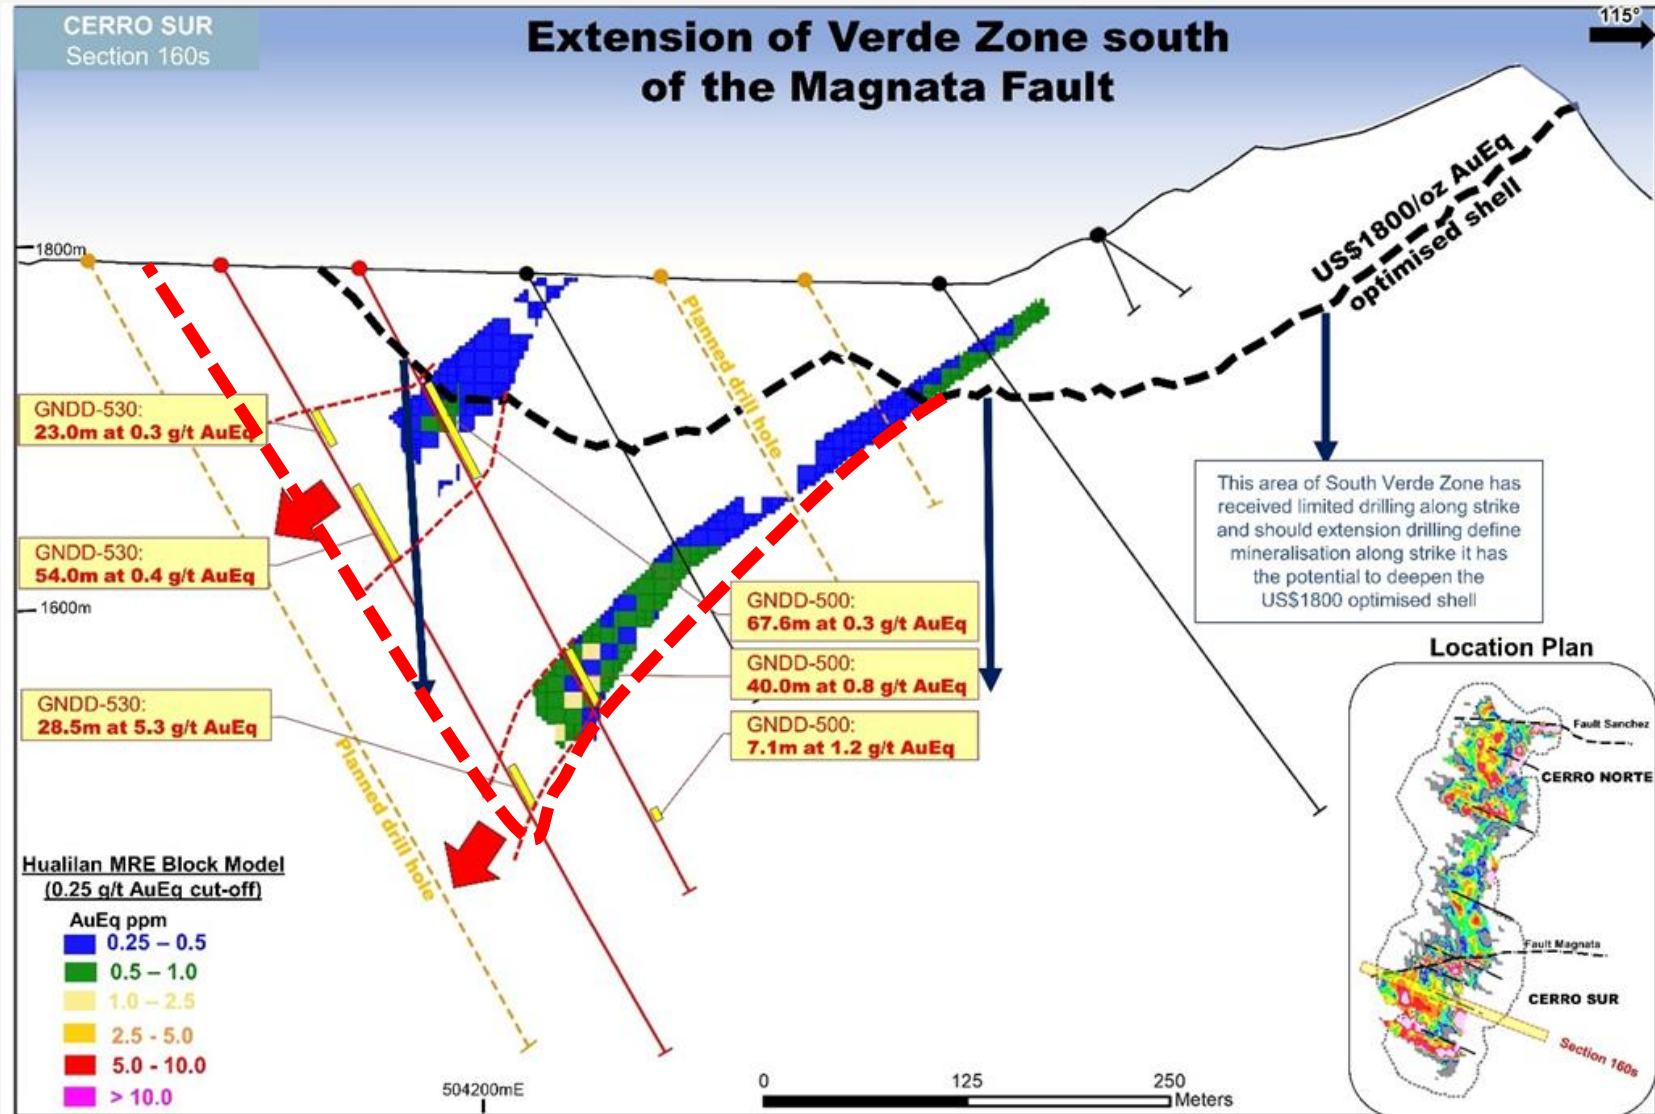 CERRO SUR
Section 160s
Extension of Verde Zone south
of the Magnata Fault
115°
1800m
US$1800/oz AuEq
optimised shell
Planned drill hole
GNDD-530:
23.0m at 0.3 g/t AuEq
GNDD-530:
54.0m at 0.4 g/t AuEq
This area of South Verde Zone has
received limited drilling along strike
and should extension drilling define
mineralisation along strike it has
the potential to deepen the
US$1800 optimised shell
1600m
GNDD-500:
67.6m at 0.3 g/t AuEq
GNDD-500:
40.0m at 0.8 g/t AuEq
GNDD-500:
7.1m at 1.2 g/t AuEq
GNDD-530:
28.5m at 5.3 g/t AuEq
Planned drill hole
Location Plan
Fault Sanchez
CERRO NORTE
Fault Magnata
CERRO SUR
Section 160s
Hualilan MRE Block Model
(0.25 g/t AuEq cut-off)
AuEq ppm
0.25 – 0.5
0.5 – 1.0
1.0 – 2.5
2.5 - 5.0
5.0 - 10.0
> 10.0
504200mE
0 125 250
Meters